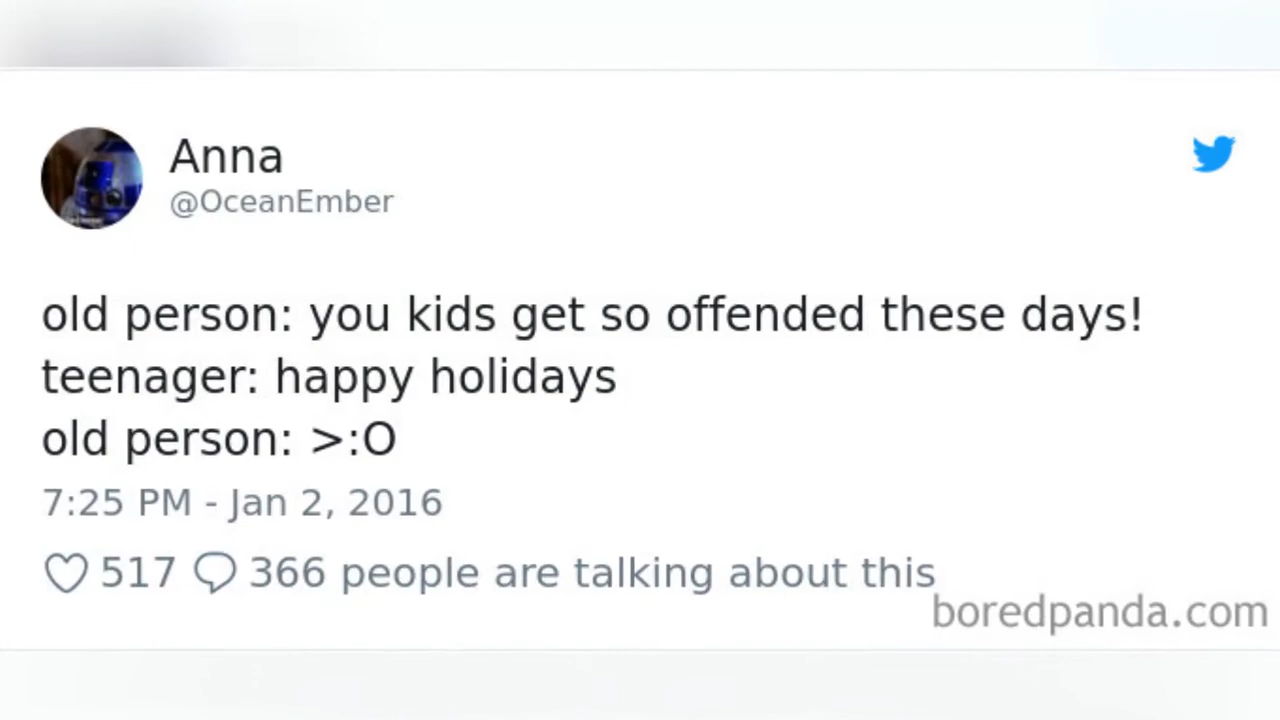 Anna
@OceanEmber
old person: you kids get so offended these days!
teenager: happy holidays
old person: >:O
7:25 PM - Jan 2, 2016
517 366 people are talking about this
boredpanda.com